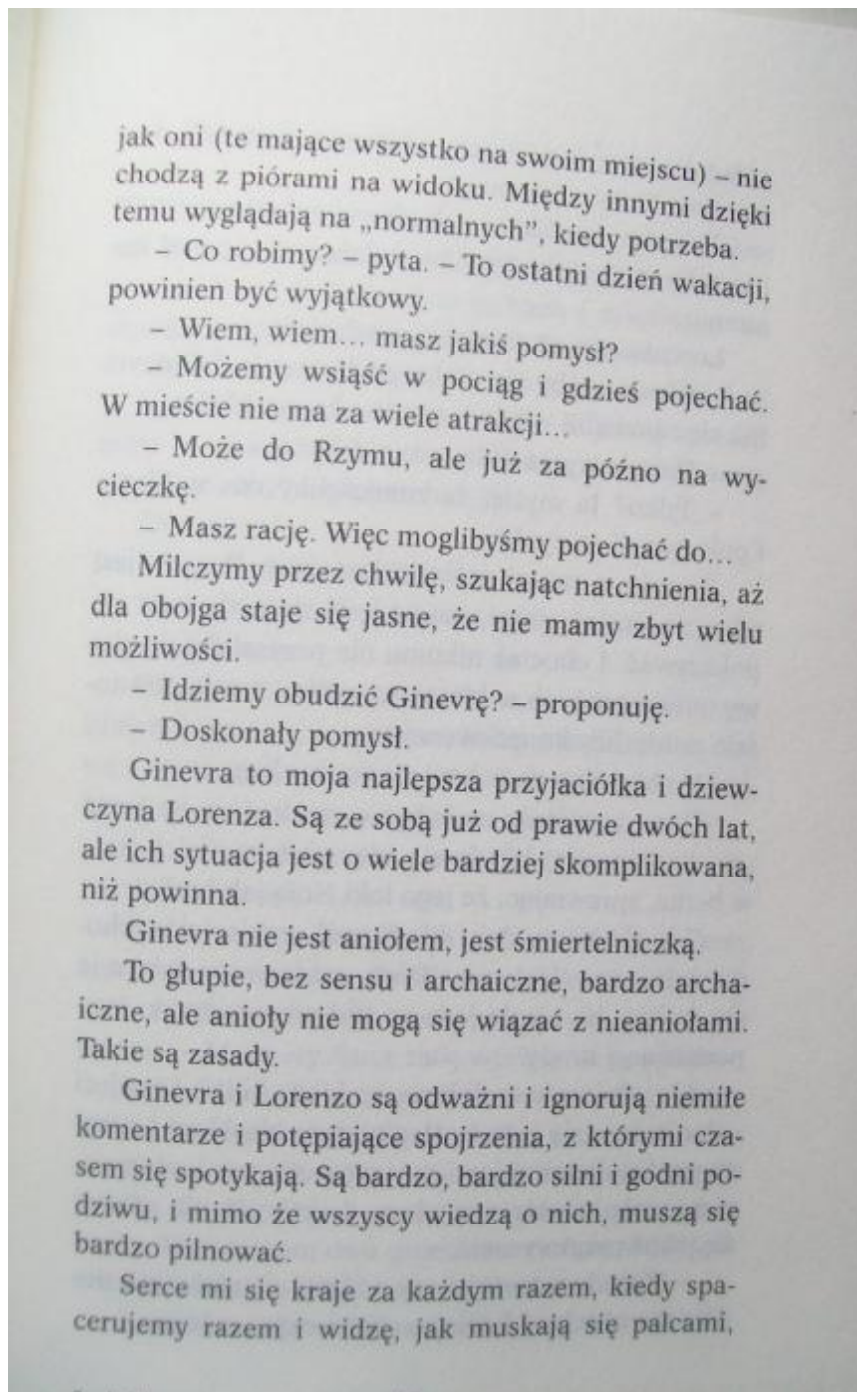 jak oni (te mające wszystko na swoim miejscu) – nie
chodzą z piórami na widoku. Między innymi dzięki
temu wyglądają na „normalnych”, kiedy potrzeba.
– Co robimy? – pyta. – To ostatni dzień wakacji,
powinien być wyjątkowy.
– Wiem, wiem... masz jakiś pomysł?
– Możemy wsiąść w pociąg i gdzieś pojechać.
W mieście nie ma za wiele atrakcji...
– Może do Rzymu, ale już za późno na wy-
cieczkę.
– Masz rację. Więc moglibyśmy pojechać do...
Milczymy przez chwilę, szukając natchnienia, aż
dla obojga staje się jasne, że nie mamy zbyt wielu
możliwości.
– Idziemy obudzić Ginevrę? – proponuję.
– Doskonały pomysł.
Ginevra to moja najlepsza przyjaciółka i dziew-
czyna Lorenza. Są ze sobą już od prawie dwóch lat,
ale ich sytuacja jest o wiele bardziej skomplikowana,
niż powinna.
Ginevra nie jest aniołem, jest śmiertelniczką.
To głupie, bez sensu i archaiczne, bardzo archa-
iczne, ale anioły nie mogą się wiązać z nieaniołami.
Takie są zasady.
Ginevra i Lorenzo są odważni i ignorują niemiłe
komentarze i potępiające spojrzenia, z którymi cza-
sem się spotykają. Są bardzo, bardzo silni i godni po-
dziwu, i mimo że wszyscy wiedzą o nich, muszą się
bardzo pilnować.
Serce mi się kraje za każdym razem, kiedy spa-
cerujemy razem i widzę, jak muskają się palcami,